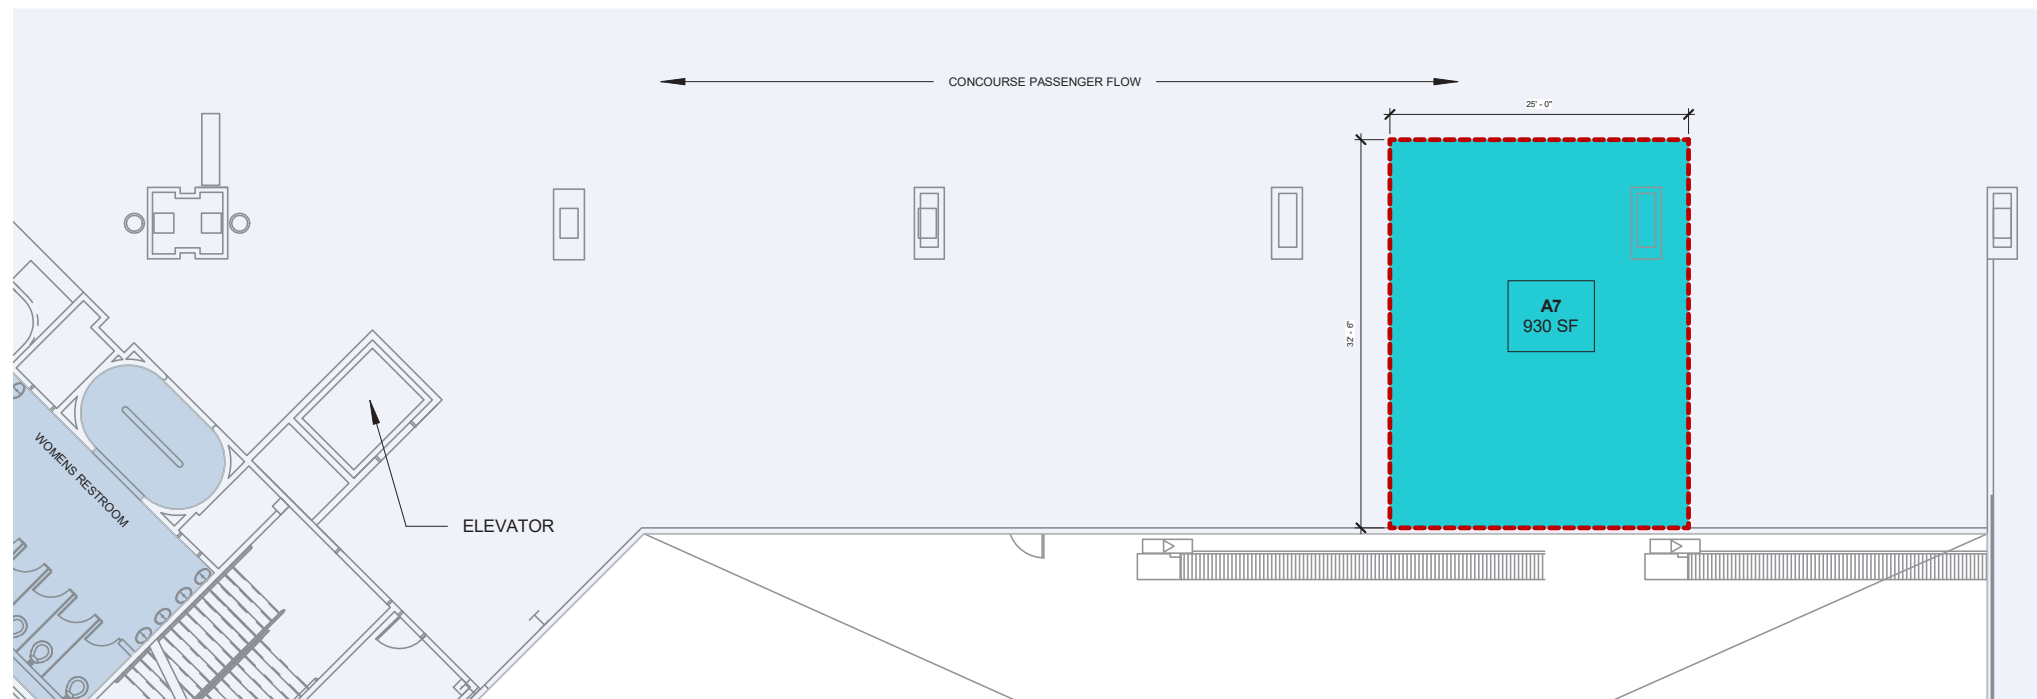 CONCOURSE PASSENGER FLOW
25' - 0"
32' - 6"
A7
930 SF
WOMENS RESTROOM
ELEVATOR